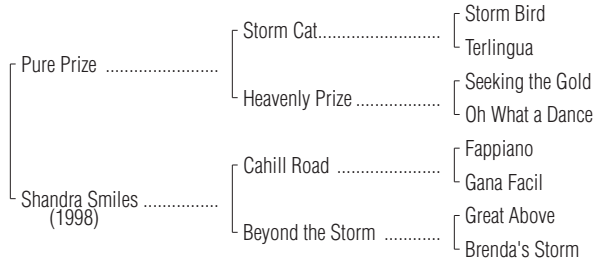 Storm Bird
Storm Cat........................
Terlingua
Pure Prize ......................
Seeking the Gold
Heavenly Prize ................
Oh What a Dance
Fappiano
Cahill Road ....................
Gana Facil
Shandra Smiles ...............
(1998)
Great Above
Beyond the Storm ...........
Brenda's Storm